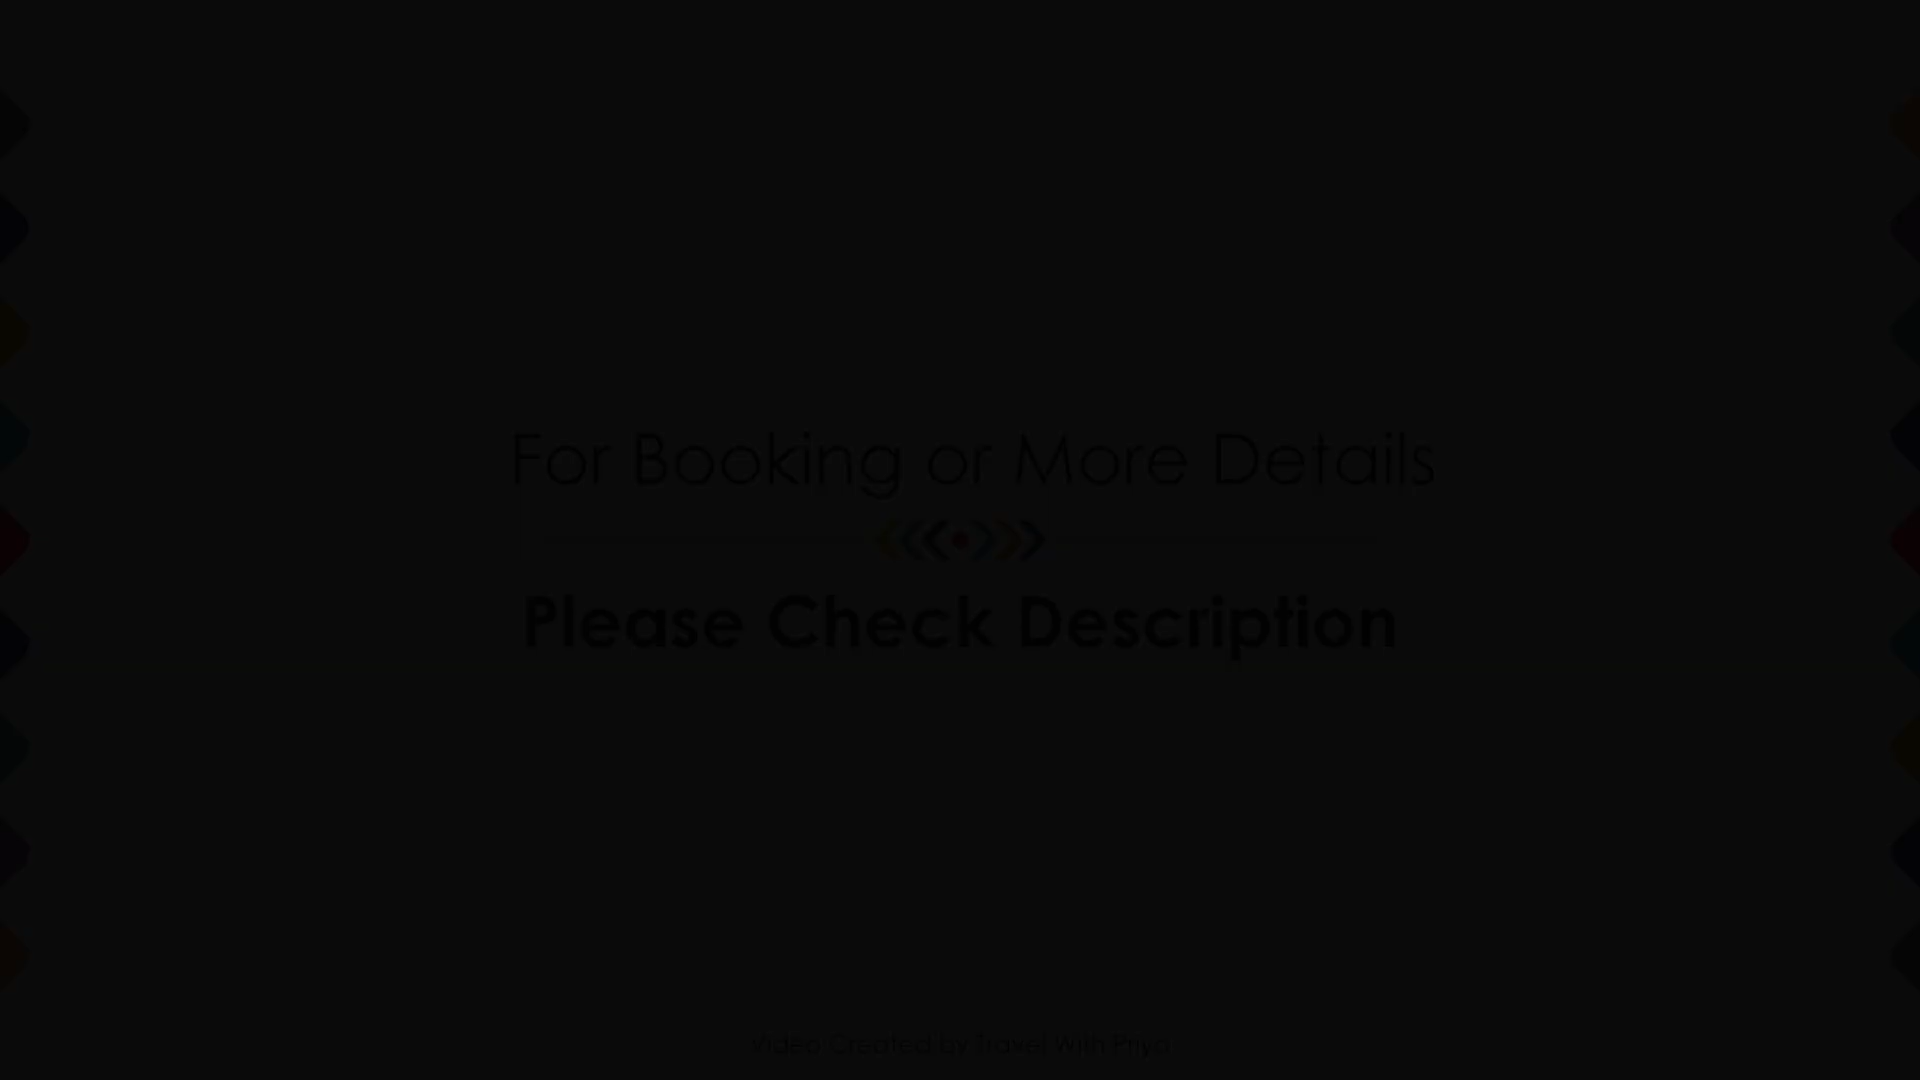 For Booking or More Details
Please Check Description
Video Created by Travel With Priya